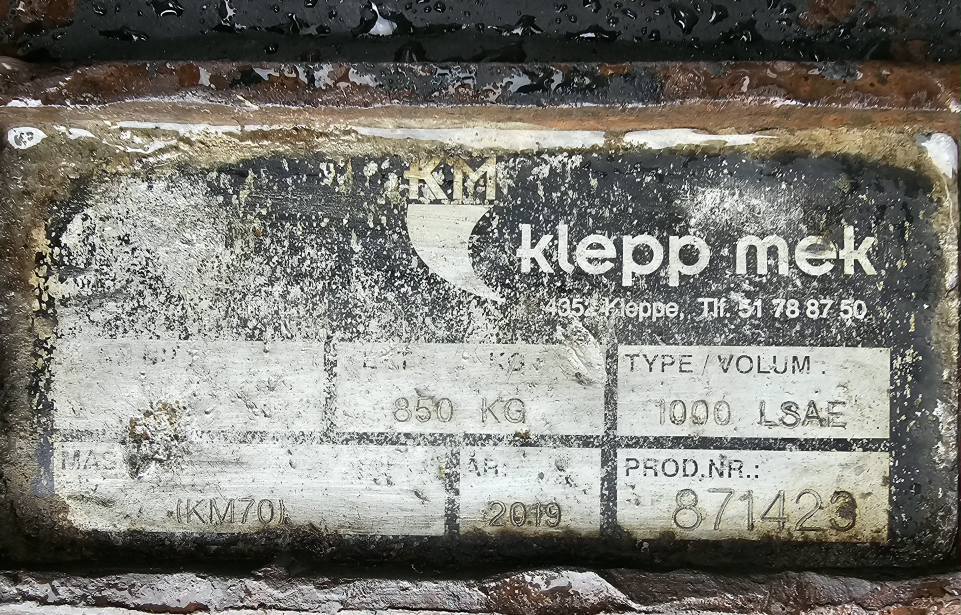 KM
klepp mek
4352 Kleppe, Tlf. 51 78 87 50
TYPE / VOLUM :
850 KG
1000 LSAE
ÅR:
PROD.NR.:
(KM70)
2019
871423